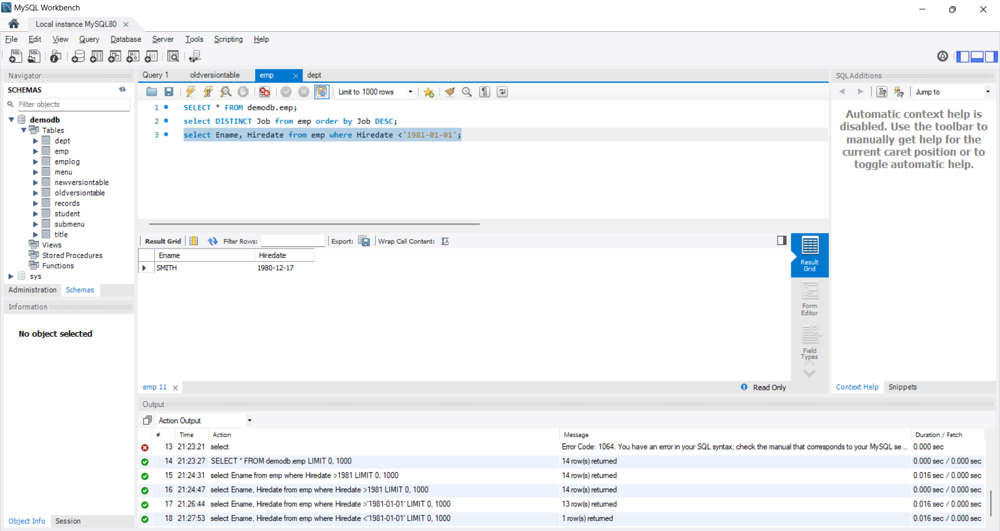 MySQL Workbench
Local instance MySQL80
File Edit View Query Database Server Tools Scripting Help
Navigator
SCHEMAS
Filter objects
demodb
Tables
dept
emp
emplog
menu
newversiontable
oldversiontable
records
student
submenu
title
Views
Stored Procedures
Functions
sys
Administration Schemas
Information
No object selected
Object Info Session
Query 1 oldversiontable emp dept
Limit to 1000 rows
1 SELECT * FROM demodb.emp;
2 select DISTINCT Job from emp order by Job DESC;
3 select Ename, Hiredate from emp where Hiredate <'1981-01-01';
Result Grid Filter Rows: Export: Wrap Cell Content:
Ename Hiredate
SMITH 1980-12-17
Result
Grid
Form
Editor
Field
Types
emp 11 Read Only
SQLAdditions
Jump to
Automatic context help is
disabled. Use the toolbar to
manually get help for the
current caret position or to
toggle automatic help.
Context Help Snippets
Output
Action Output
# Time Action Message Duration / Fetch
13 21:23:21 select Error Code: 1064. You have an error in your SQL syntax; check the manual that corresponds to your MySQL se... 0.000 sec
14 21:23:27 SELECT * FROM demodb.emp LIMIT 0, 1000 14 row(s) returned 0.000 sec / 0.000 sec
15 21:24:31 select Ename from emp where Hiredate >1981 LIMIT 0, 1000 14 row(s) returned 0.016 sec / 0.000 sec
16 21:24:47 select Ename, Hiredate from emp where Hiredate >1981 LIMIT 0, 1000 14 row(s) returned 0.000 sec / 0.000 sec
17 21:26:44 select Ename, Hiredate from emp where Hiredate >'1981-01-01' LIMIT 0, 1000 13 row(s) returned 0.016 sec / 0.000 sec
18 21:27:53 select Ename, Hiredate from emp where Hiredate <'1981-01-01' LIMIT 0, 1000 1 row(s) returned 0.016 sec / 0.000 sec